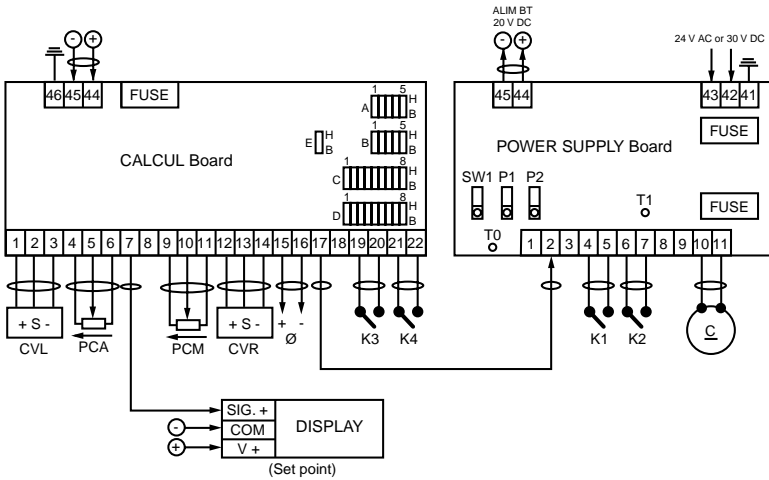 ALIM BT
20 V DC
24 V AC or 30 V DC
- +
- +
46 45 44
FUSE
45 44
43 42 41
1 5
A H
B
FUSE
E H
B
1 5
B H
B
CALCUL Board
POWER SUPPLY Board
1 8
C H
B
SW1 P1 P2
FUSE
1 8
D H
B
T1
T0
1 2 3 4 5 6 7 8 9 10 11 12 13 14 15 16 17 18 19 20 21 22
1 2 3 4 5 6 7 8 9 10 11
+ S -
+ S -
+ -
Ø
C
CVL
PCA
PCM
CVR
K3
K4
K1
K2
SIG. +
- COM
+ V +
DISPLAY
(Set point)